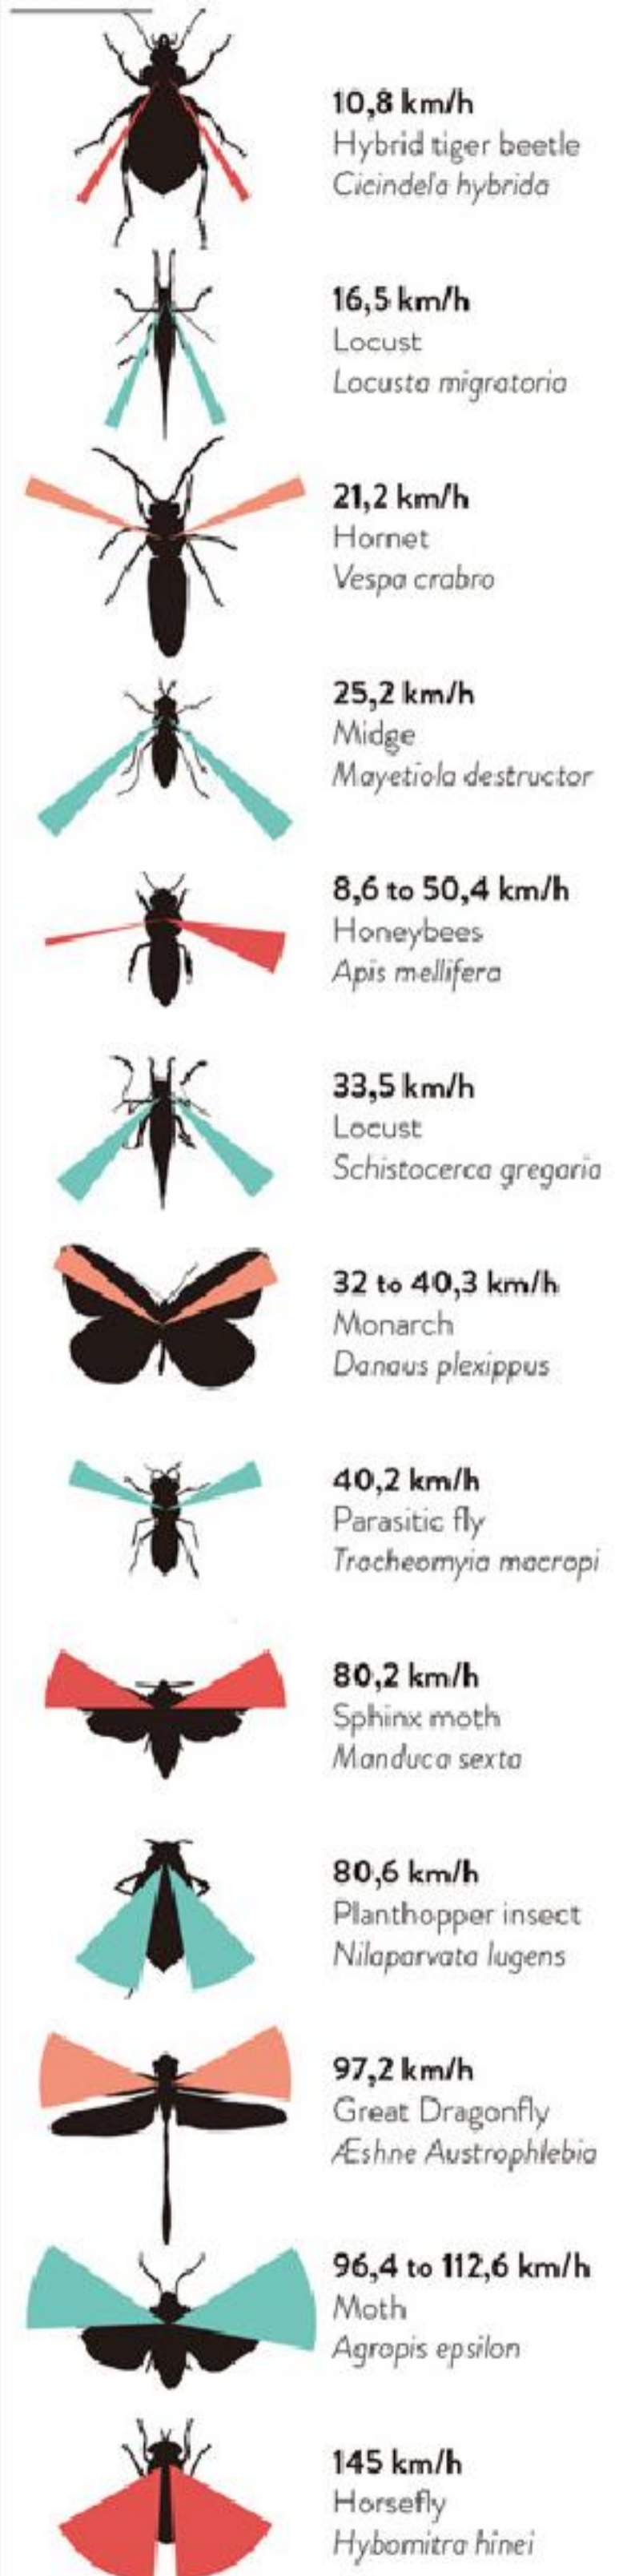 10,8 km/h
Hybrid tiger beetle
Cicindela hybrida
16,5 km/h
Locust
Locusta migratoria
21,2 km/h
Hornet
Vespa crabro
25,2 km/h
Midge
Mayetiola destructor
8,6 to 50,4 km/h
Honeybees
Apis mellifera
33,5 km/h
Locust
Schistocerca gregaria
32 to 40,3 km/h
Monarch
Danaus plexippus
40,2 km/h
Parasitic fly
Tracheomyia macropi
80,2 km/h
Sphinx moth
Manduca sexta
80,6 km/h
Planthopper insect
Nilaparvata lugens
97,2 km/h
Great Dragonfly
Æshne Austrophlebia
96,4 to 112,6 km/h
Moth
Agropis epsilon
145 km/h
Horsefly
Hybomitra hinei